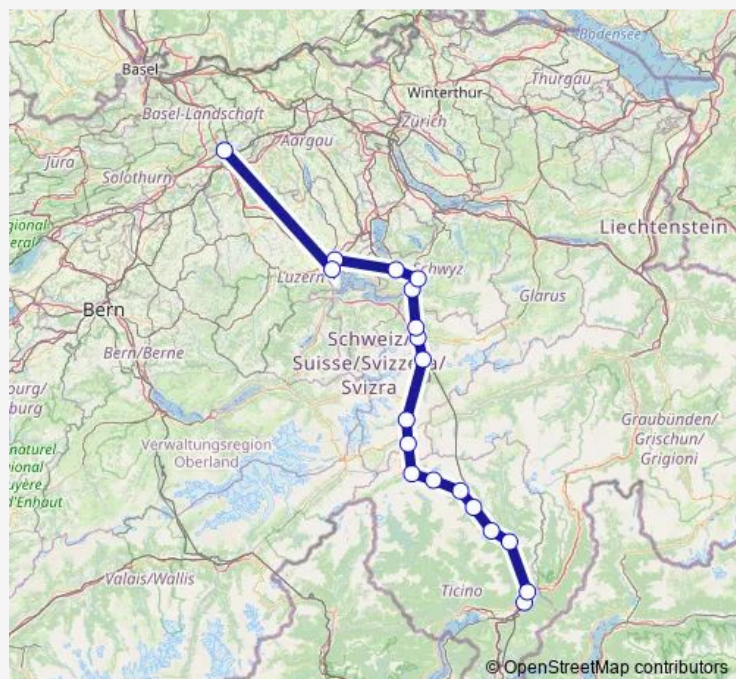 Bodensee
Basel
Winterthur
Thurgau
Basel-Landschaft
Zürich
Aargau
Jura
Solothurn
Liechtenstein
Luzern
Schwyz
Glarus
Bern
Schweiz/
Suisse/Svizzera/
Svizra
Bern/Berne
Graubünden/
Grischun/
Grigioni
Verwaltungsregion
Oberland
d'Enhaut
Valais/Wallis
Ticino
© OpenStreetMap contributors